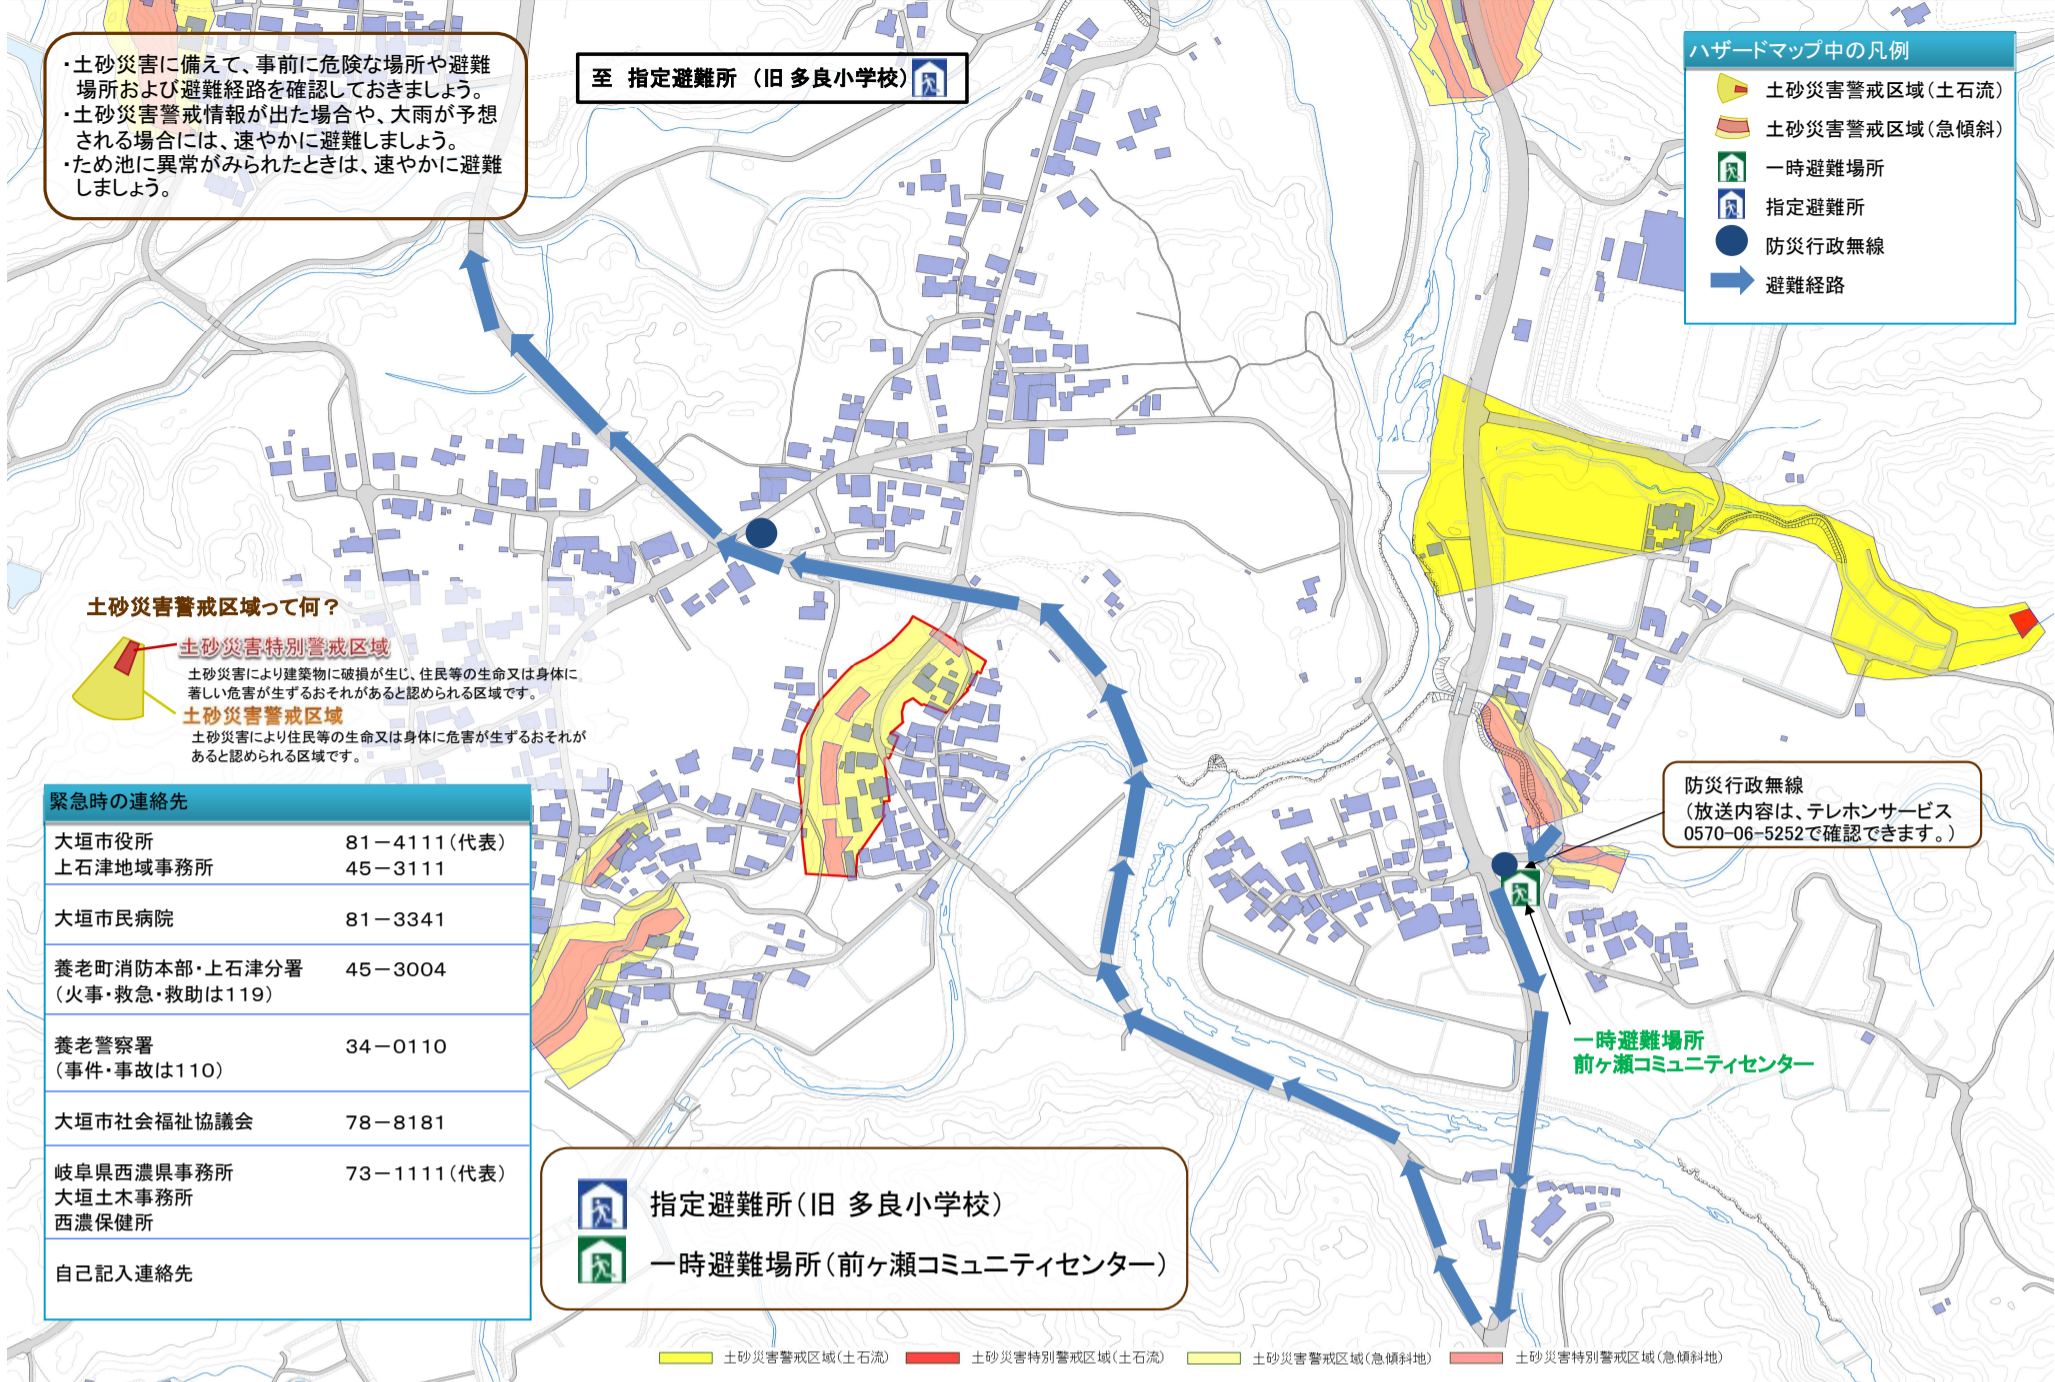 ・土砂災害に備えて、事前に危険な場所や避難
場所および避難経路を確認しておきましょう。
・土砂災害警戒情報が出た場合や、大雨が予想
される場合には、速やかに避難しましょう。
・ため池に異常がみられたときは、速やかに避難
しましょう。
至 指定避難所 (旧 多良小学校)
ハザードマップ中の凡例
土砂災害警戒区域(土石流)
土砂災害警戒区域(急傾斜)
一時避難場所
指定避難所
防災行政無線
避難経路
土砂災害警戒区域って何?
土砂災害特別警戒区域
土砂災害により建築物に破損が生じ、住民等の生命又は身体に
著しい危害が生ずるおそれがあると認められる区域です。
土砂災害警戒区域
土砂災害により住民等の生命又は身体に危害が生ずるおそれが
あると認められる区域です。
緊急時の連絡先
大垣市役所 81-4111(代表)
上石津地域事務所 45-3111
大垣市民病院 81-3341
養老町消防本部・上石津分署 45-3004
(火事・救急・救助は119)
養老警察署 34-0110
(事件・事故は110)
大垣市社会福祉協議会 78-8181
岐阜県西濃県事務所 73-1111(代表)
大垣土木事務所
西濃保健所
自己記入連絡先
防災行政無線
(放送内容は、テレホンサービス
0570-06-5252で確認できます。)
一時避難場所
前ヶ瀬コミュニティセンター
指定避難所(旧 多良小学校)
一時避難場所(前ヶ瀬コミュニティセンター)
土砂災害警戒区域(土石流) 土砂災害特別警戒区域(土石流) 土砂災害警戒区域(急傾斜地) 土砂災害特別警戒区域(急傾斜地)